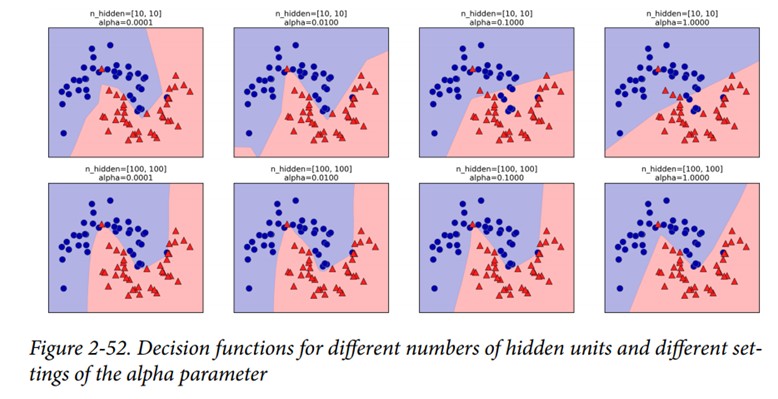 n_hidden=[10, 10]
alpha=0.0001
n_hidden=[10, 10]
alpha=0.0100
n_hidden=[10, 10]
alpha=0.1000
n_hidden=[10, 10]
alpha=1.0000
n_hidden=[100, 100]
alpha=0.0001
n_hidden=[100, 100]
alpha=0.0100
n_hidden=[100, 100]
alpha=0.1000
n_hidden=[100, 100]
alpha=1.0000
Figure 2-52. Decision functions for different numbers of hidden units and different set-
tings of the alpha parameter